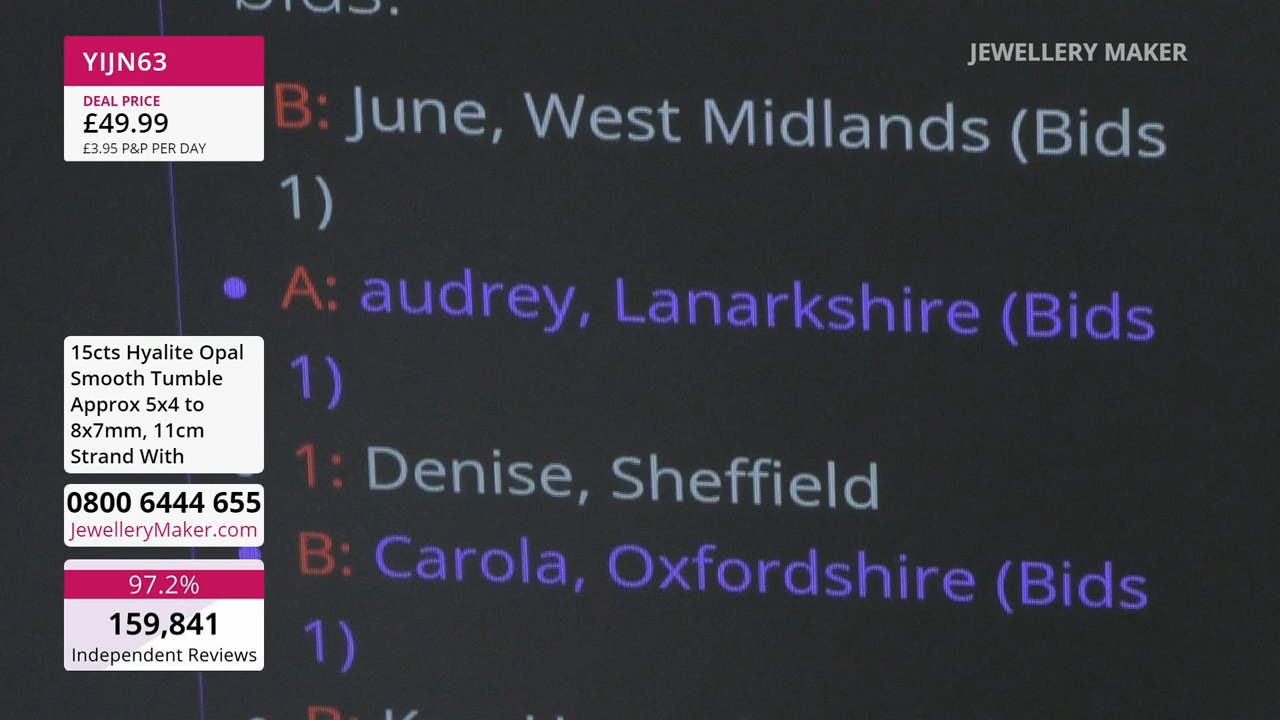 YIJN63
DEAL PRICE
£49.99
£3.95 P&P PER DAY
JEWELLERY MAKER
bids:
B: June, West Midlands (Bids
1)
A: audrey, Lanarkshire (Bids
1)
1: Denise, Sheffield
B: Carola, Oxfordshire (Bids
1)
15cts Hyalite Opal
Smooth Tumble
Approx 5x4 to
8x7mm, 11cm
Strand With
0800 6444 655
JewelleryMaker.com
97.2%
159,841
Independent Reviews